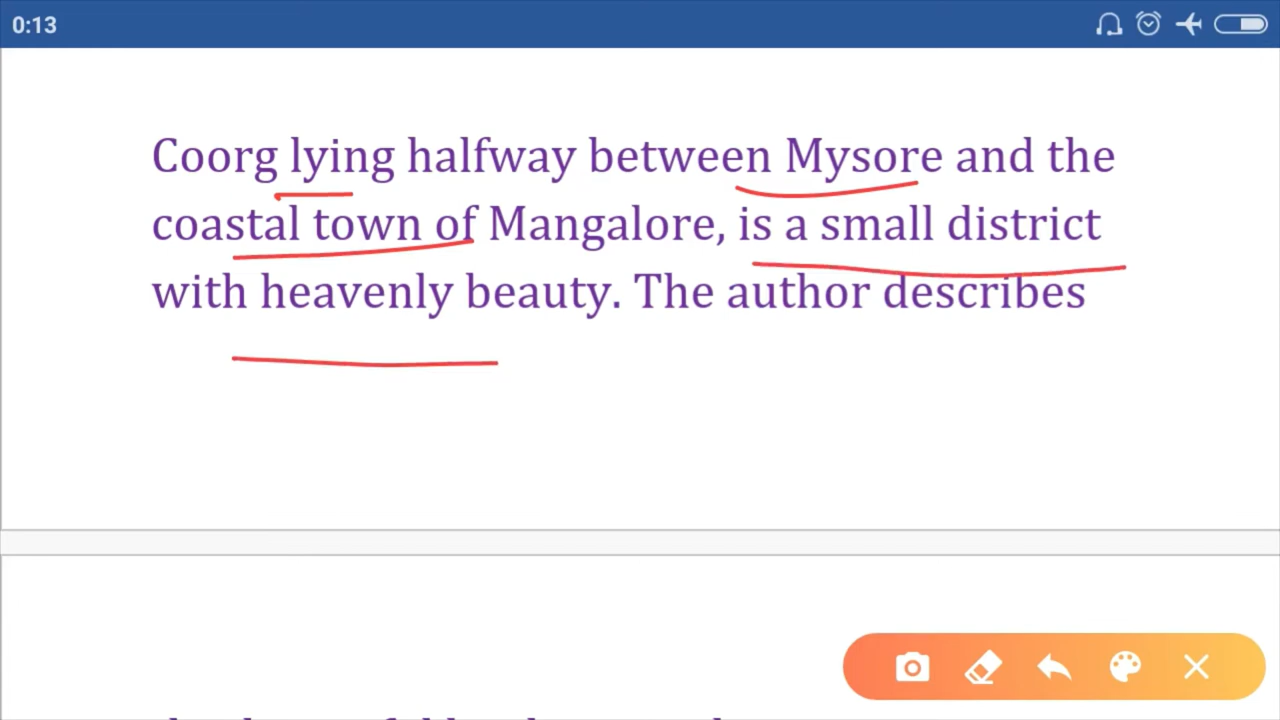 0:13
Coorg lying halfway between Mysore and the
coastal town of Mangalore, is a small district
with heavenly beauty. The author describes